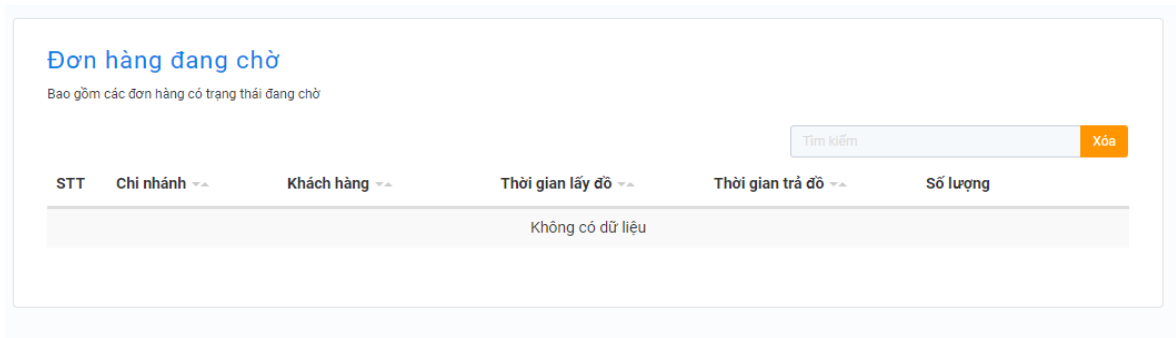 Đơn hàng đang chờ
Bao gồm các đơn hàng có trạng thái đang chờ
Tìm kiếm Xóa
STT Chi nhánh Khách hàng Thời gian lấy đồ Thời gian trả đồ Số lượng
Không có dữ liệu